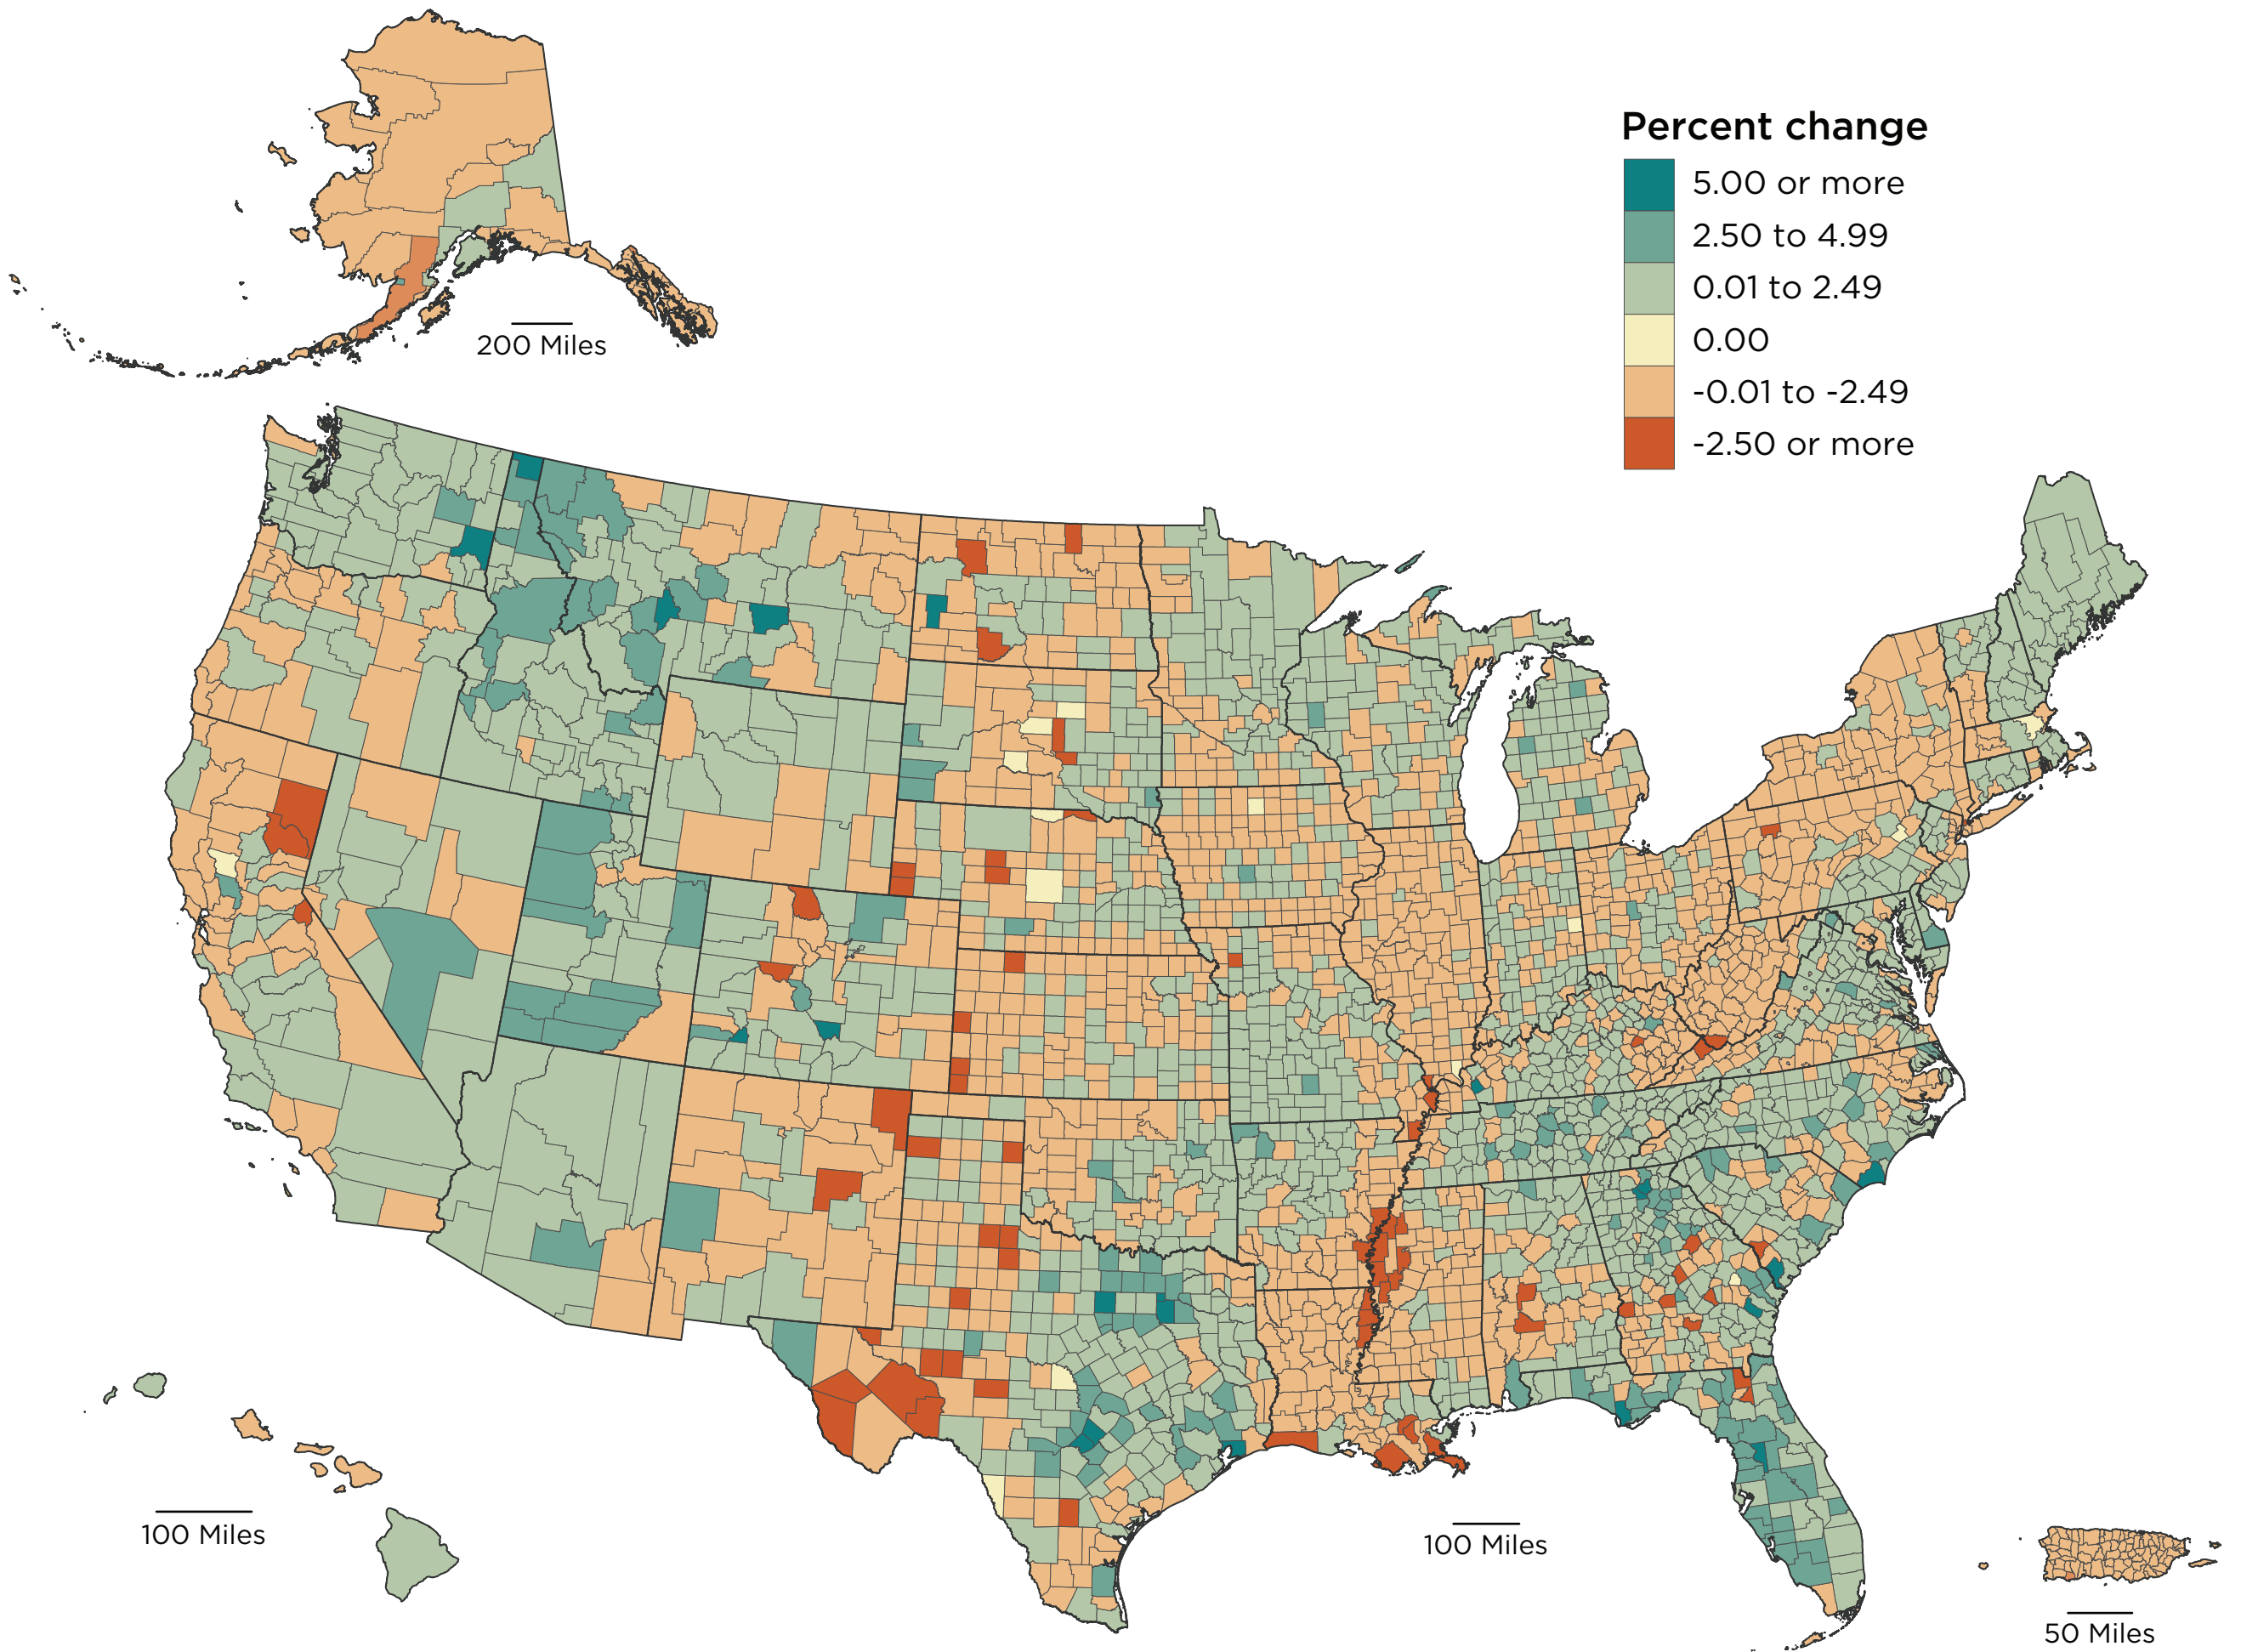 Percent change
5.00 or more
2.50 to 4.99
0.01 to 2.49
0.00
-0.01 to -2.49
-2.50 or more
200 Miles
100 Miles
100 Miles
50 Miles